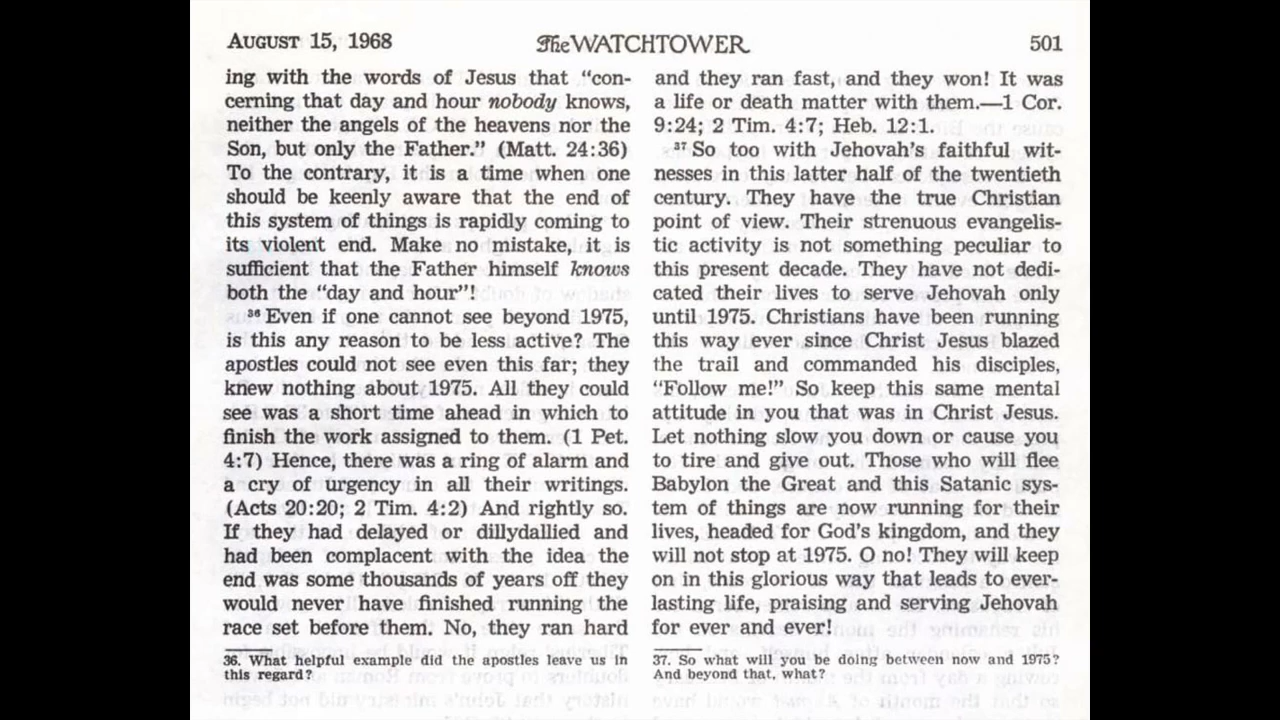 AUGUST 15, 1968
The WATCHTOWER
501
ing with the words of Jesus that “con-
cerning that day and hour nobody knows,
neither the angels of the heavens nor the
Son, but only the Father.” (Matt. 24:36)
To the contrary, it is a time when one
should be keenly aware that the end of
this system of things is rapidly coming to
its violent end. Make no mistake, it is
sufficient that the Father himself knows
both the “day and hour”!
36 Even if one cannot see beyond 1975,
is this any reason to be less active? The
apostles could not see even this far; they
knew nothing about 1975. All they could
see was a short time ahead in which to
finish the work assigned to them. (1 Pet.
4:7) Hence, there was a ring of alarm and
a cry of urgency in all their writings.
(Acts 20:20; 2 Tim. 4:2) And rightly so.
If they had delayed or dillydallied and
had been complacent with the idea the
end was some thousands of years off they
would never have finished running the
race set before them. No, they ran hard
36. What helpful example did the apostles leave us in
this regard?
and they ran fast, and they won! It was
a life or death matter with them.—1 Cor.
9:24; 2 Tim. 4:7; Heb. 12:1.
37 So too with Jehovah’s faithful wit-
nesses in this latter half of the twentieth
century. They have the true Christian
point of view. Their strenuous evangelis-
tic activity is not something peculiar to
this present decade. They have not dedi-
cated their lives to serve Jehovah only
until 1975. Christians have been running
this way ever since Christ Jesus blazed
the trail and commanded his disciples,
“Follow me!” So keep this same mental
attitude in you that was in Christ Jesus.
Let nothing slow you down or cause you
to tire and give out. Those who will flee
Babylon the Great and this Satanic sys-
tem of things are now running for their
lives, headed for God’s kingdom, and they
will not stop at 1975. O no! They will keep
on in this glorious way that leads to ever-
lasting life, praising and serving Jehovah
for ever and ever!
37. So what will you be doing between now and 1975?
And beyond that, what?